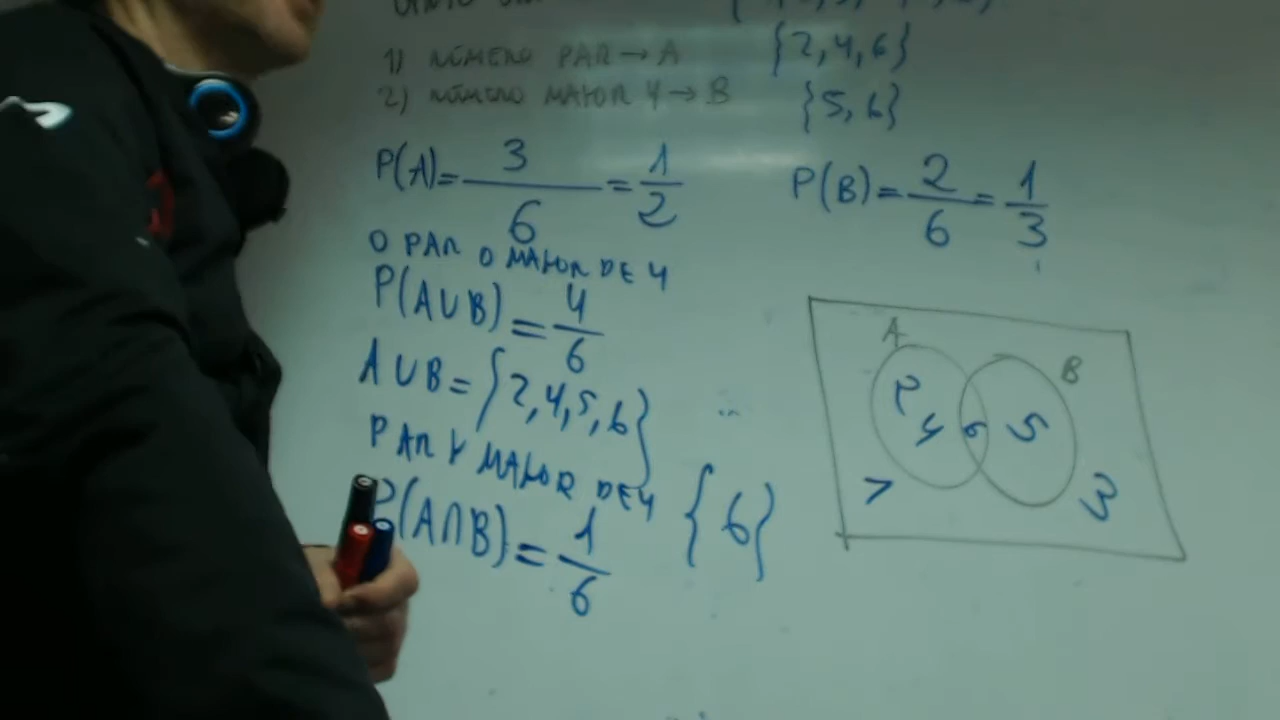 1) NÚMERO PAR → A {2, 4, 6}
2) NÚMERO MAYOR 4 → B {5, 6}
P(A) = 3/6 = 1/2 P(B) = 2/6 = 1/3
O PAR O MAYOR DE 4
P(A∪B) = 4/6
A∪B = {2, 4, 5, 6}
PAR Y MAYOR DE 4
P(A∩B) = 1/6 {6}
A B
2 4 6 5
1 3